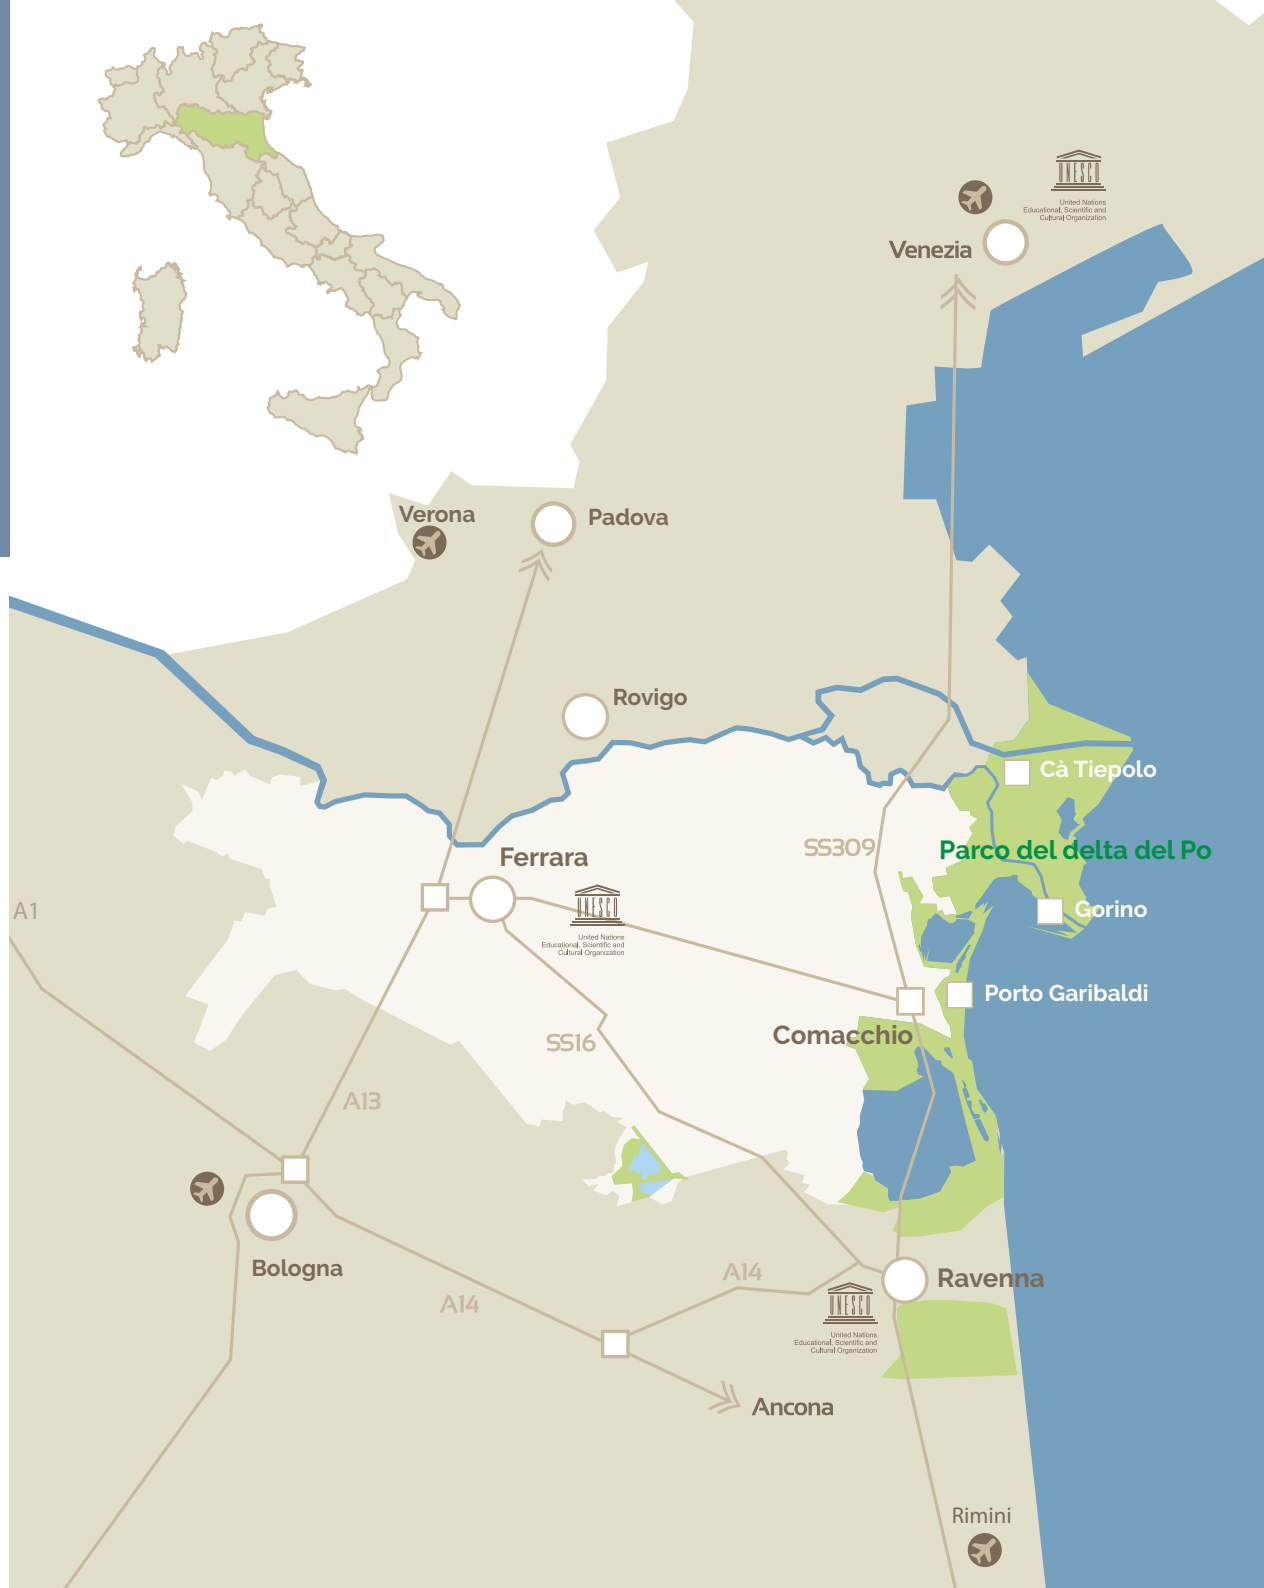 UNESCO
United Nations
Educational, Scientific and
Cultural Organization
Venezia
Verona
Padova
Rovigo
Cà Tiepolo
SS309
Parco del delta del Po
Ferrara
UNESCO
United Nations
Educational, Scientific and
Cultural Organization
A1
Gorino
Porto Garibaldi
Comacchio
SS16
A13
Bologna
A14
A14
Ravenna
UNESCO
United Nations
Educational, Scientific and
Cultural Organization
Ancona
Rimini